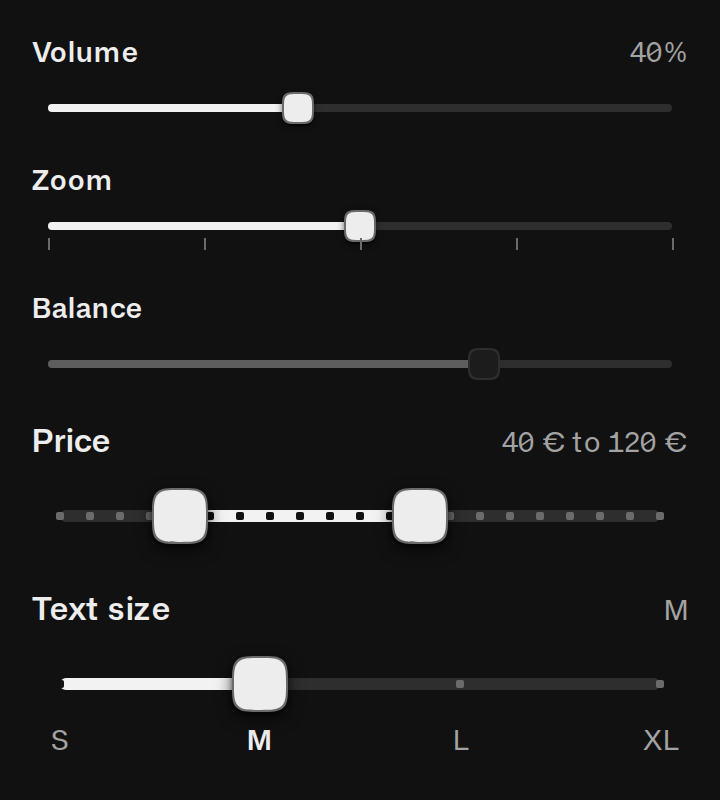 Volume 40%
Zoom
Balance
Price 40 € to 120 €
Text size M
S M L XL